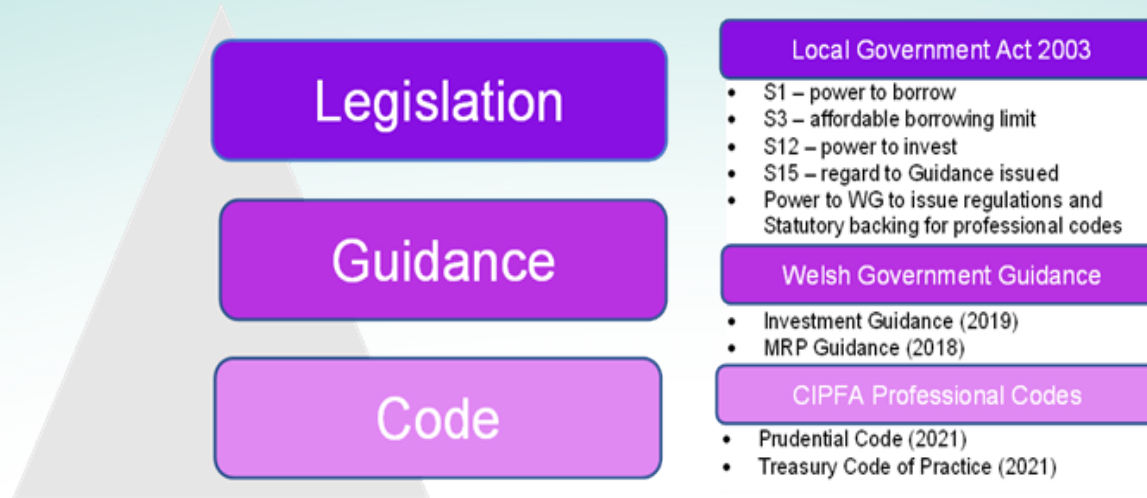 Legislation
Guidance
Code
Local Government Act 2003
• S1 – power to borrow
• S3 – affordable borrowing limit
• S12 – power to invest
• S15 – regard to Guidance issued
• Power to WG to issue regulations and
Statutory backing for professional codes
Welsh Government Guidance
• Investment Guidance (2019)
• MRP Guidance (2018)
CIPFA Professional Codes
• Prudential Code (2021)
• Treasury Code of Practice (2021)